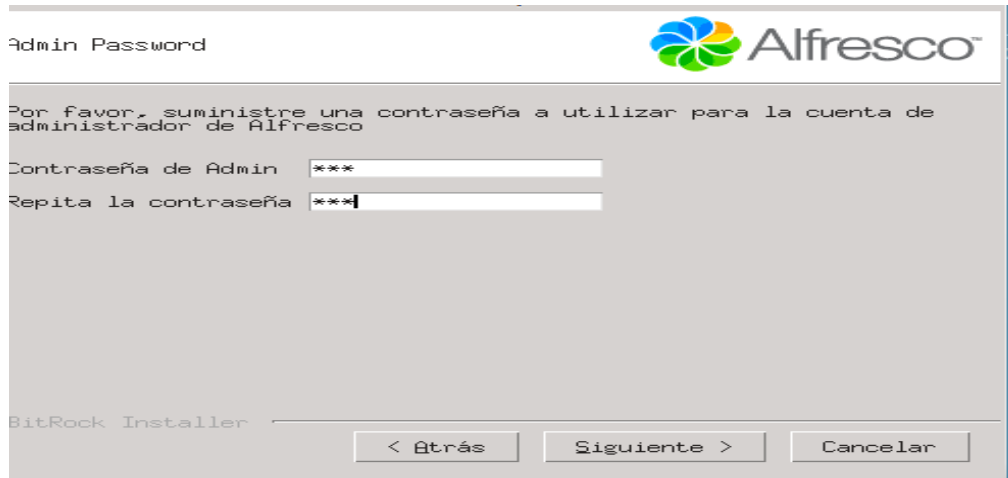 Admin Password
Alfresco™
Por favor, suministre una contraseña a utilizar para la cuenta de
administrador de Alfresco
Contraseña de Admin ***
Repita la contraseña ***
BitRock Installer
< Atrás Siguiente > Cancelar